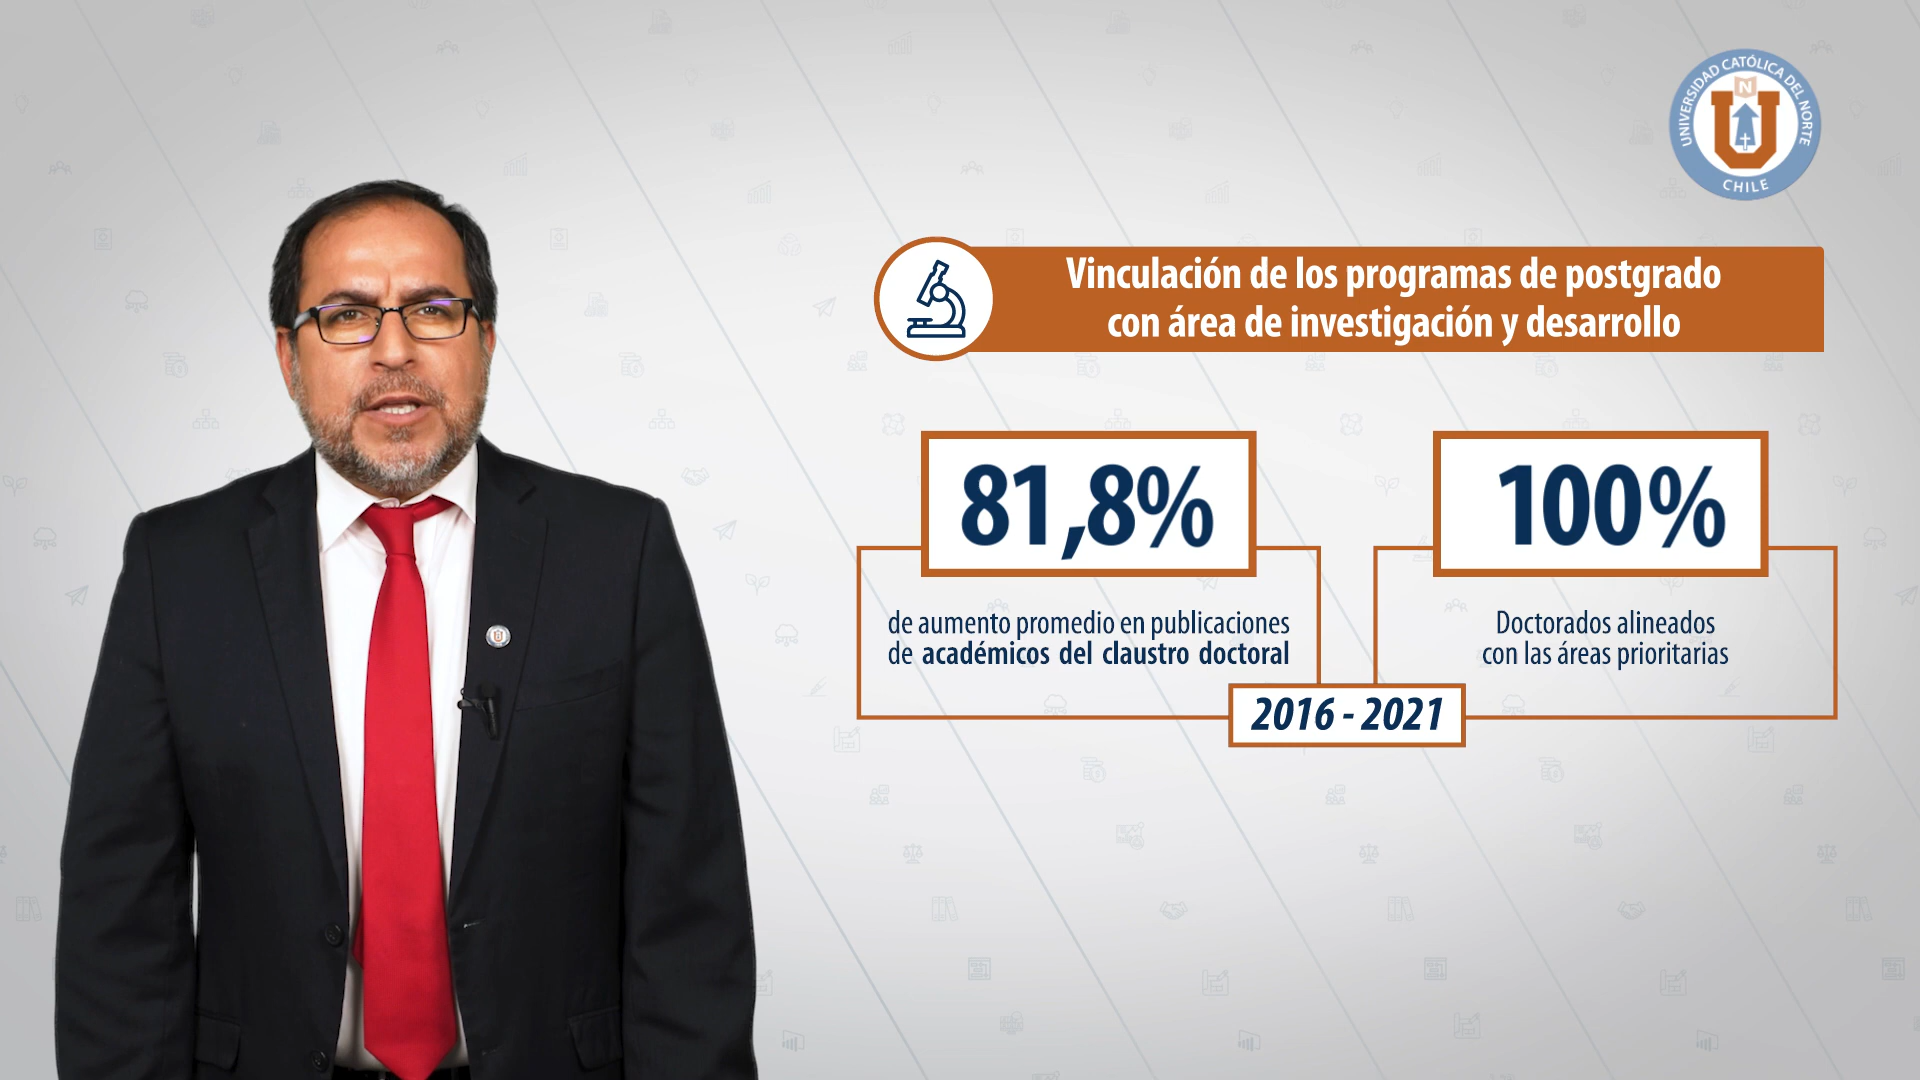 UNIVERSIDAD CATÓLICA DEL NORTE
N
U
CHILE
Vinculación de los programas de postgrado
con área de investigación y desarrollo
81,8%
de aumento promedio en publicaciones
de académicos del claustro doctoral
100%
Doctorados alineados
con las áreas prioritarias
2016 - 2021